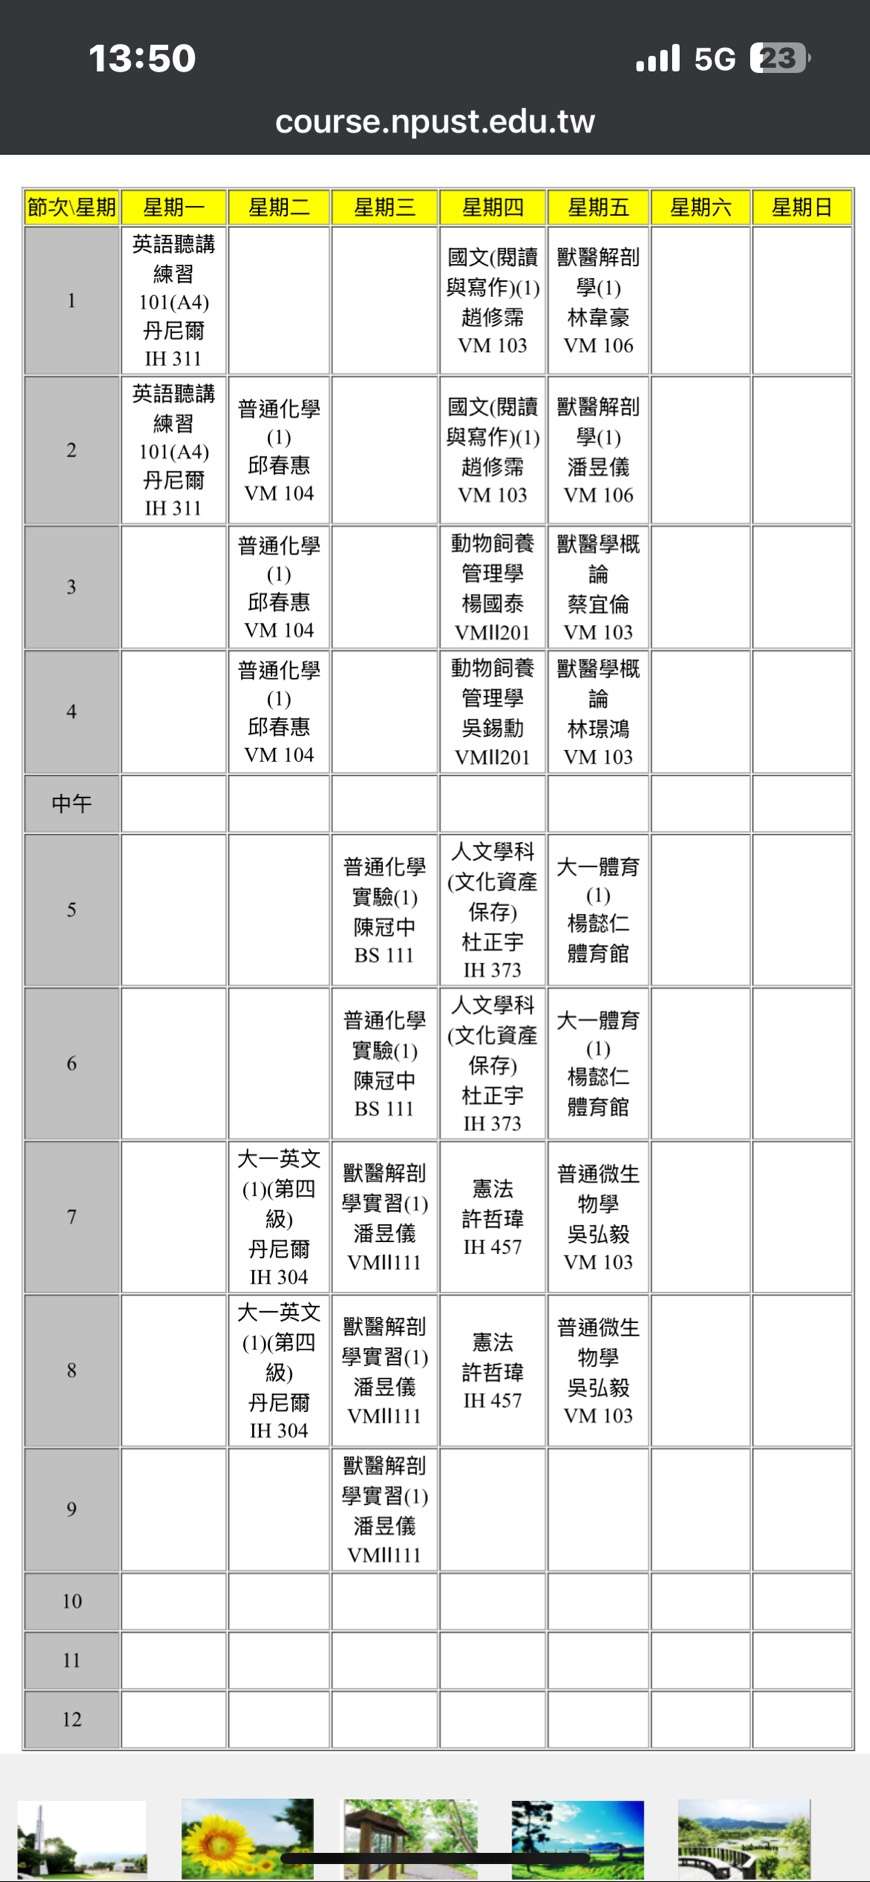 13:50
5G 23
course.npust.edu.tw
節次\星期 星期一 星期二 星期三 星期四 星期五 星期六 星期日
1
英語聽講
練習
101(A4)
丹尼爾
IH 311
國文(閱讀
與寫作)(1)
趙修霈
VM 103
獸醫解剖
學(1)
林韋豪
VM 106
2
英語聽講
練習
101(A4)
丹尼爾
IH 311
普通化學
(1)
邱春惠
VM 104
國文(閱讀
與寫作)(1)
趙修霈
VM 103
獸醫解剖
學(1)
潘昱儀
VM 106
3
普通化學
(1)
邱春惠
VM 104
動物飼養
管理學
楊國泰
VMII201
獸醫學概
論
蔡宜倫
VM 103
4
普通化學
(1)
邱春惠
VM 104
動物飼養
管理學
吳錫勳
VMII201
獸醫學概
論
林璟鴻
VM 103
中午
5
普通化學
實驗(1)
陳冠中
BS 111
人文學科
(文化資產
保存)
杜正宇
IH 373
大一體育
(1)
楊懿仁
體育館
6
普通化學
實驗(1)
陳冠中
BS 111
人文學科
(文化資產
保存)
杜正宇
IH 373
大一體育
(1)
楊懿仁
體育館
7
大一英文
(1)(第四
級)
丹尼爾
IH 304
獸醫解剖
學實習(1)
潘昱儀
VMII111
憲法
許哲瑋
IH 457
普通微生
物學
吳弘毅
VM 103
8
大一英文
(1)(第四
級)
丹尼爾
IH 304
獸醫解剖
學實習(1)
潘昱儀
VMII111
憲法
許哲瑋
IH 457
普通微生
物學
吳弘毅
VM 103
9
獸醫解剖
學實習(1)
潘昱儀
VMII111
10
11
12